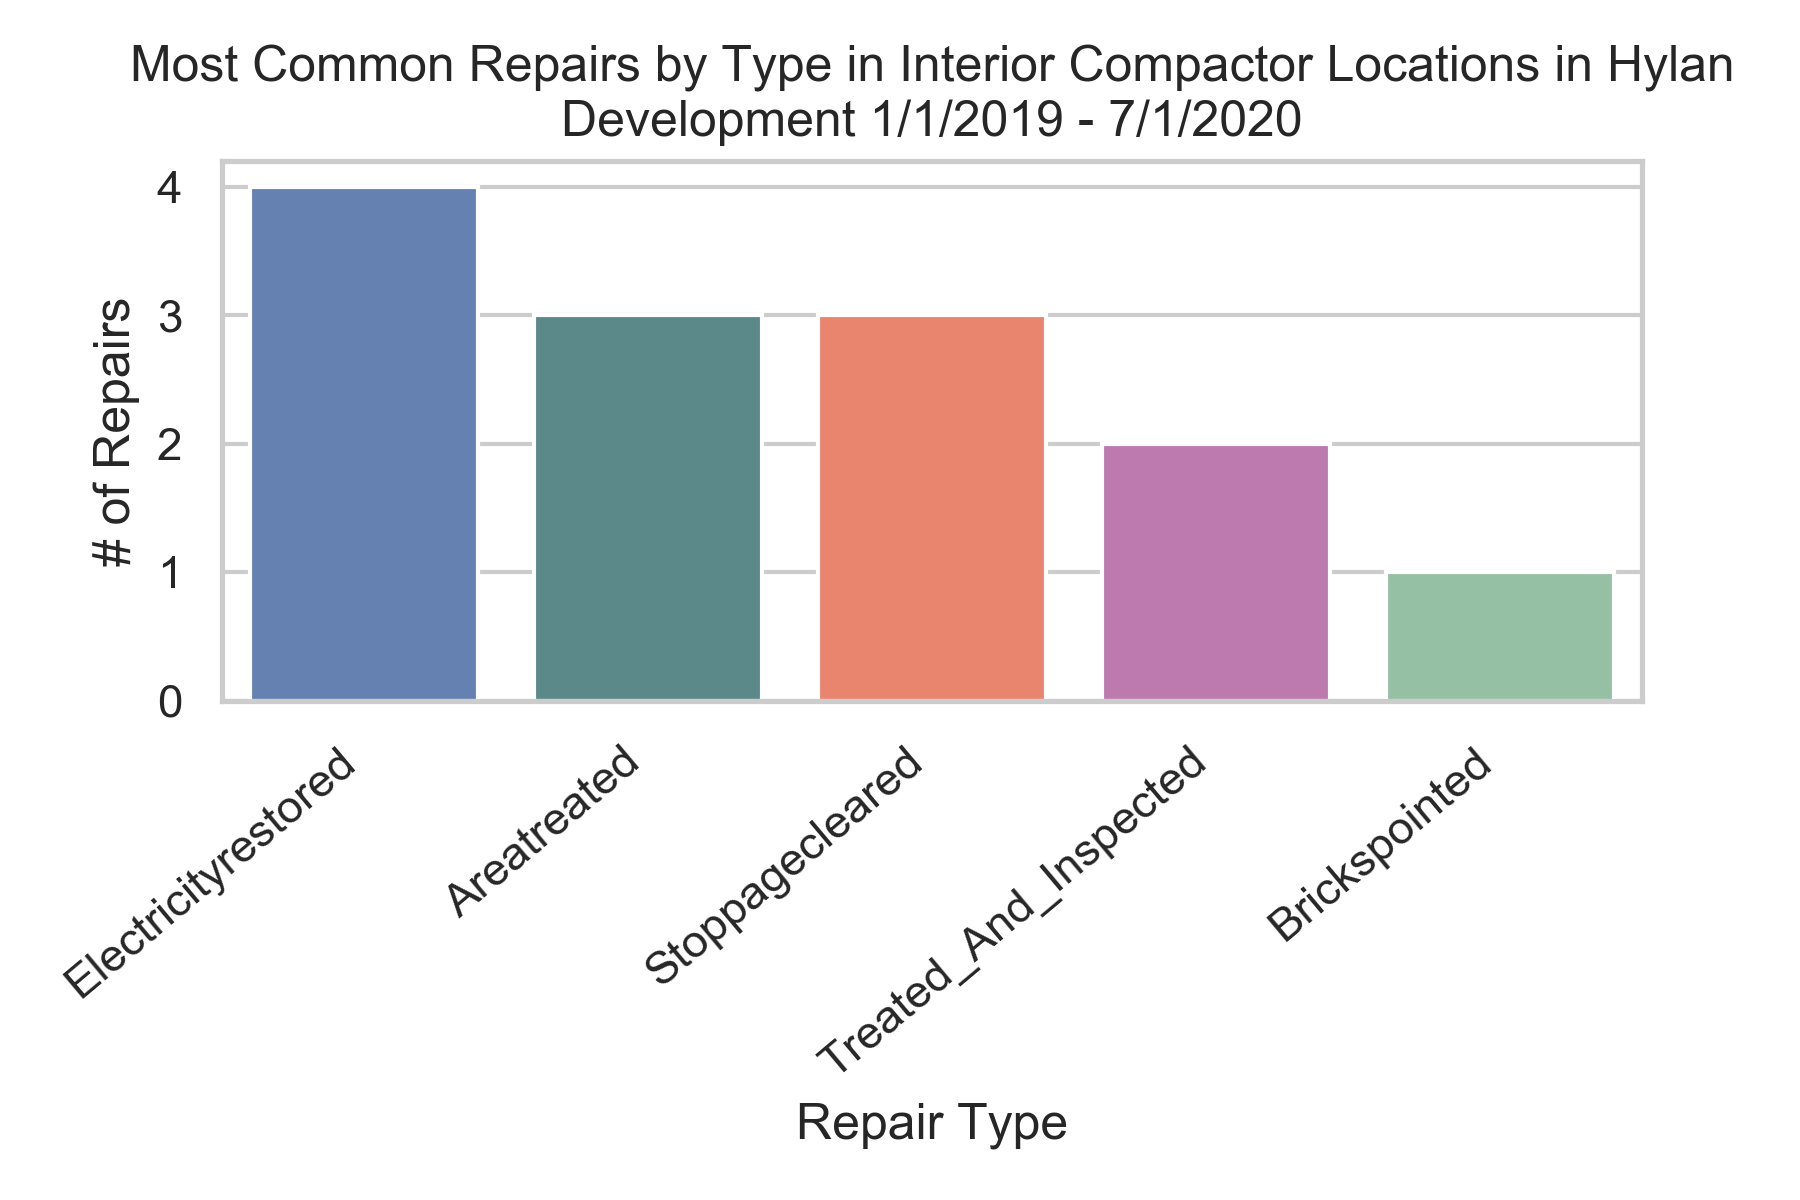 Most Common Repairs by Type in Interior Compactor Locations in Hylan
Development 1/1/2019 - 7/1/2020
# of Repairs
4
3
2
1
0
Electricityrestored
Areatreated
Stoppagecleared
Treated_And_Inspected
Brickspointed
Repair Type